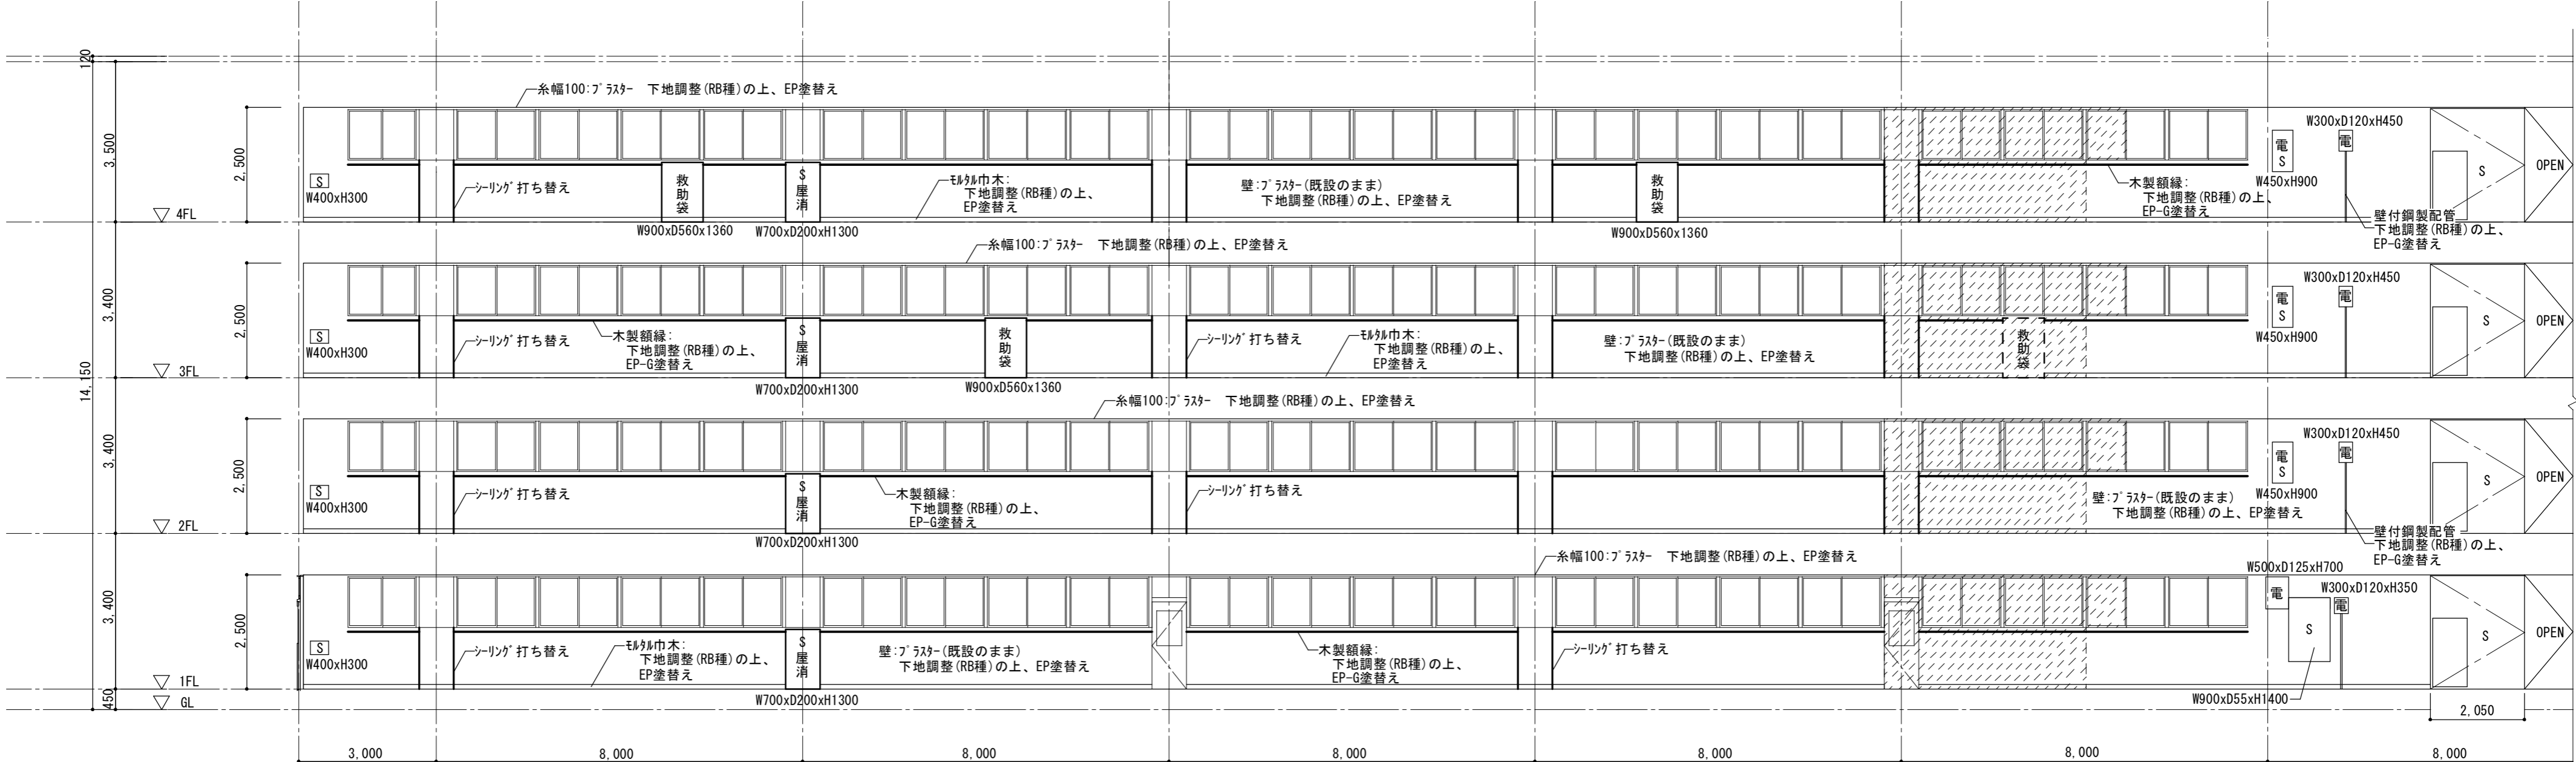 120
糸幅100:ﾌﾟﾗｽﾀｰ 下地調整(RB種)の上、EP塗替え
3,500
2,500
S
W400xH300
シーリング打ち替え
救助袋
W900xD560x1360
S屋消
W700xD200xH1300
ﾓﾙﾀﾙ巾木:
下地調整(RB種)の上、
EP塗替え
壁:ﾌﾟﾗｽﾀｰ(既設のまま)
下地調整(RB種)の上、EP塗替え
救助袋
W900xD560x1360
木製額縁:
下地調整(RB種)の上、
EP-G塗替え
電S
W450xH900
W300xD120xH450
電
壁付鋼製配管
下地調整(RB種)の上、
EP-G塗替え
S
OPEN
4FL
糸幅100:ﾌﾟﾗｽﾀｰ 下地調整(RB種)の上、EP塗替え
3,400
2,500
S
W400xH300
シーリング打ち替え
木製額縁:
下地調整(RB種)の上、
EP-G塗替え
S屋消
W700xD200xH1300
救助袋
W900xD560x1360
シーリング打ち替え
ﾓﾙﾀﾙ巾木:
下地調整(RB種)の上、
EP塗替え
壁:ﾌﾟﾗｽﾀｰ(既設のまま)
下地調整(RB種)の上、EP塗替え
救助袋
電S
W450xH900
W300xD120xH450
電
S
OPEN
3FL
14,150
糸幅100:ﾌﾟﾗｽﾀｰ 下地調整(RB種)の上、EP塗替え
3,400
2,500
S
W400xH300
シーリング打ち替え
S屋消
W700xD200xH1300
木製額縁:
下地調整(RB種)の上、
EP-G塗替え
シーリング打ち替え
壁:ﾌﾟﾗｽﾀｰ(既設のまま)
下地調整(RB種)の上、EP塗替え
電S
W450xH900
W300xD120xH450
電
壁付鋼製配管
下地調整(RB種)の上、
EP-G塗替え
S
OPEN
2FL
糸幅100:ﾌﾟﾗｽﾀｰ 下地調整(RB種)の上、EP塗替え
3,400
2,500
S
W400xH300
シーリング打ち替え
ﾓﾙﾀﾙ巾木:
下地調整(RB種)の上、
EP塗替え
S屋消
W700xD200xH1300
壁:ﾌﾟﾗｽﾀｰ(既設のまま)
下地調整(RB種)の上、EP塗替え
木製額縁:
下地調整(RB種)の上、
EP-G塗替え
シーリング打ち替え
W500xD125xH700
電
S
W900xD55xH1400
W300xD120xH350
電
S
OPEN
1FL
450
GL
2,050
3,000
8,000
8,000
8,000
8,000
8,000
8,000